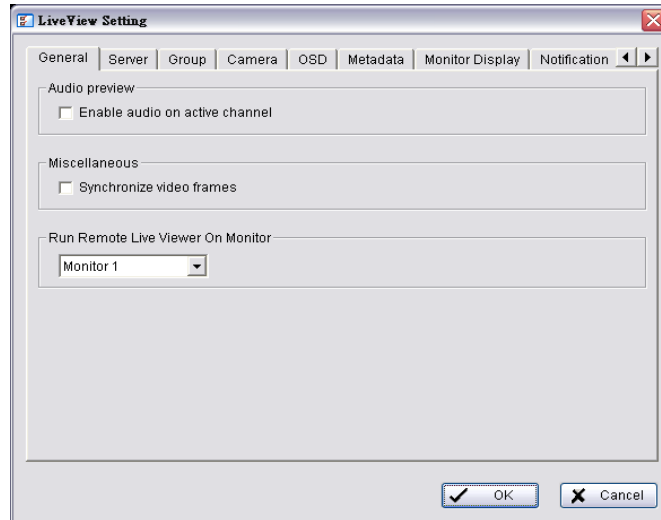 LiveView Setting
General Server Group Camera OSD Metadata Monitor Display Notification
Audio preview
Enable audio on active channel
Miscellaneous
Synchronize video frames
Run Remote Live Viewer On Monitor
Monitor 1
OK Cancel